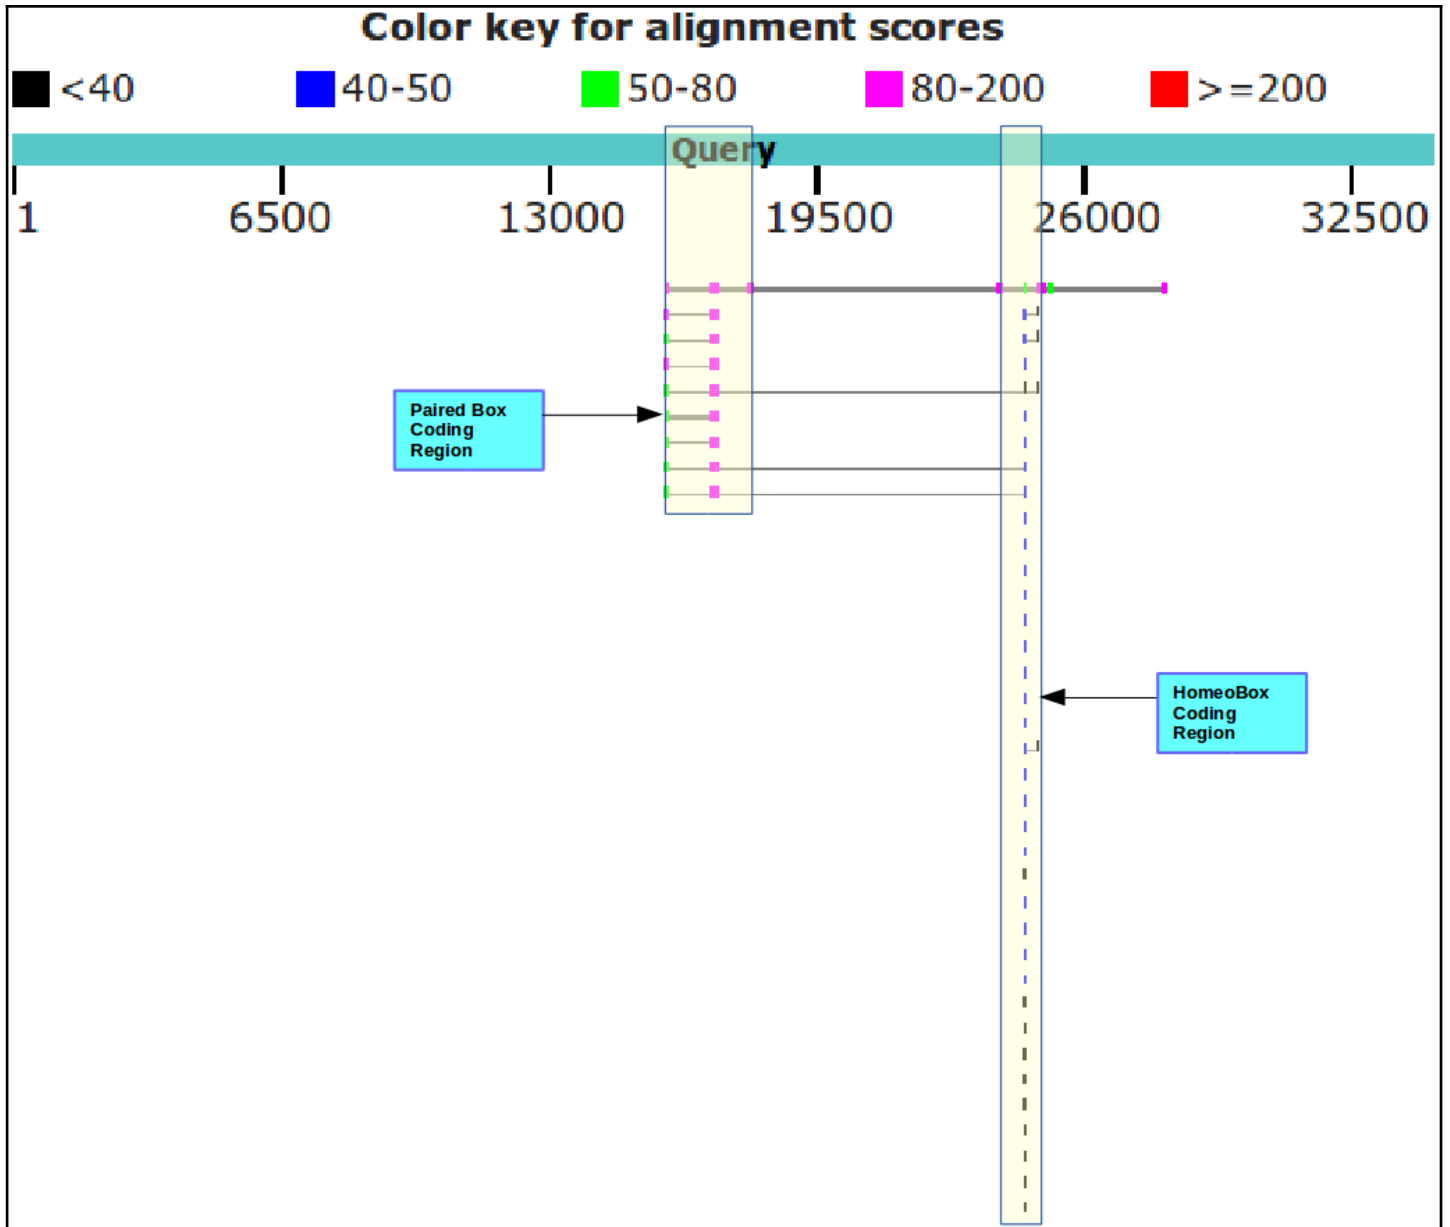 Color key for alignment scores
<40 40-50 50-80 80-200 >=200
Query
1 6500 13000 19500 26000 32500
Paired Box
Coding
Region
HomeoBox
Coding
Region